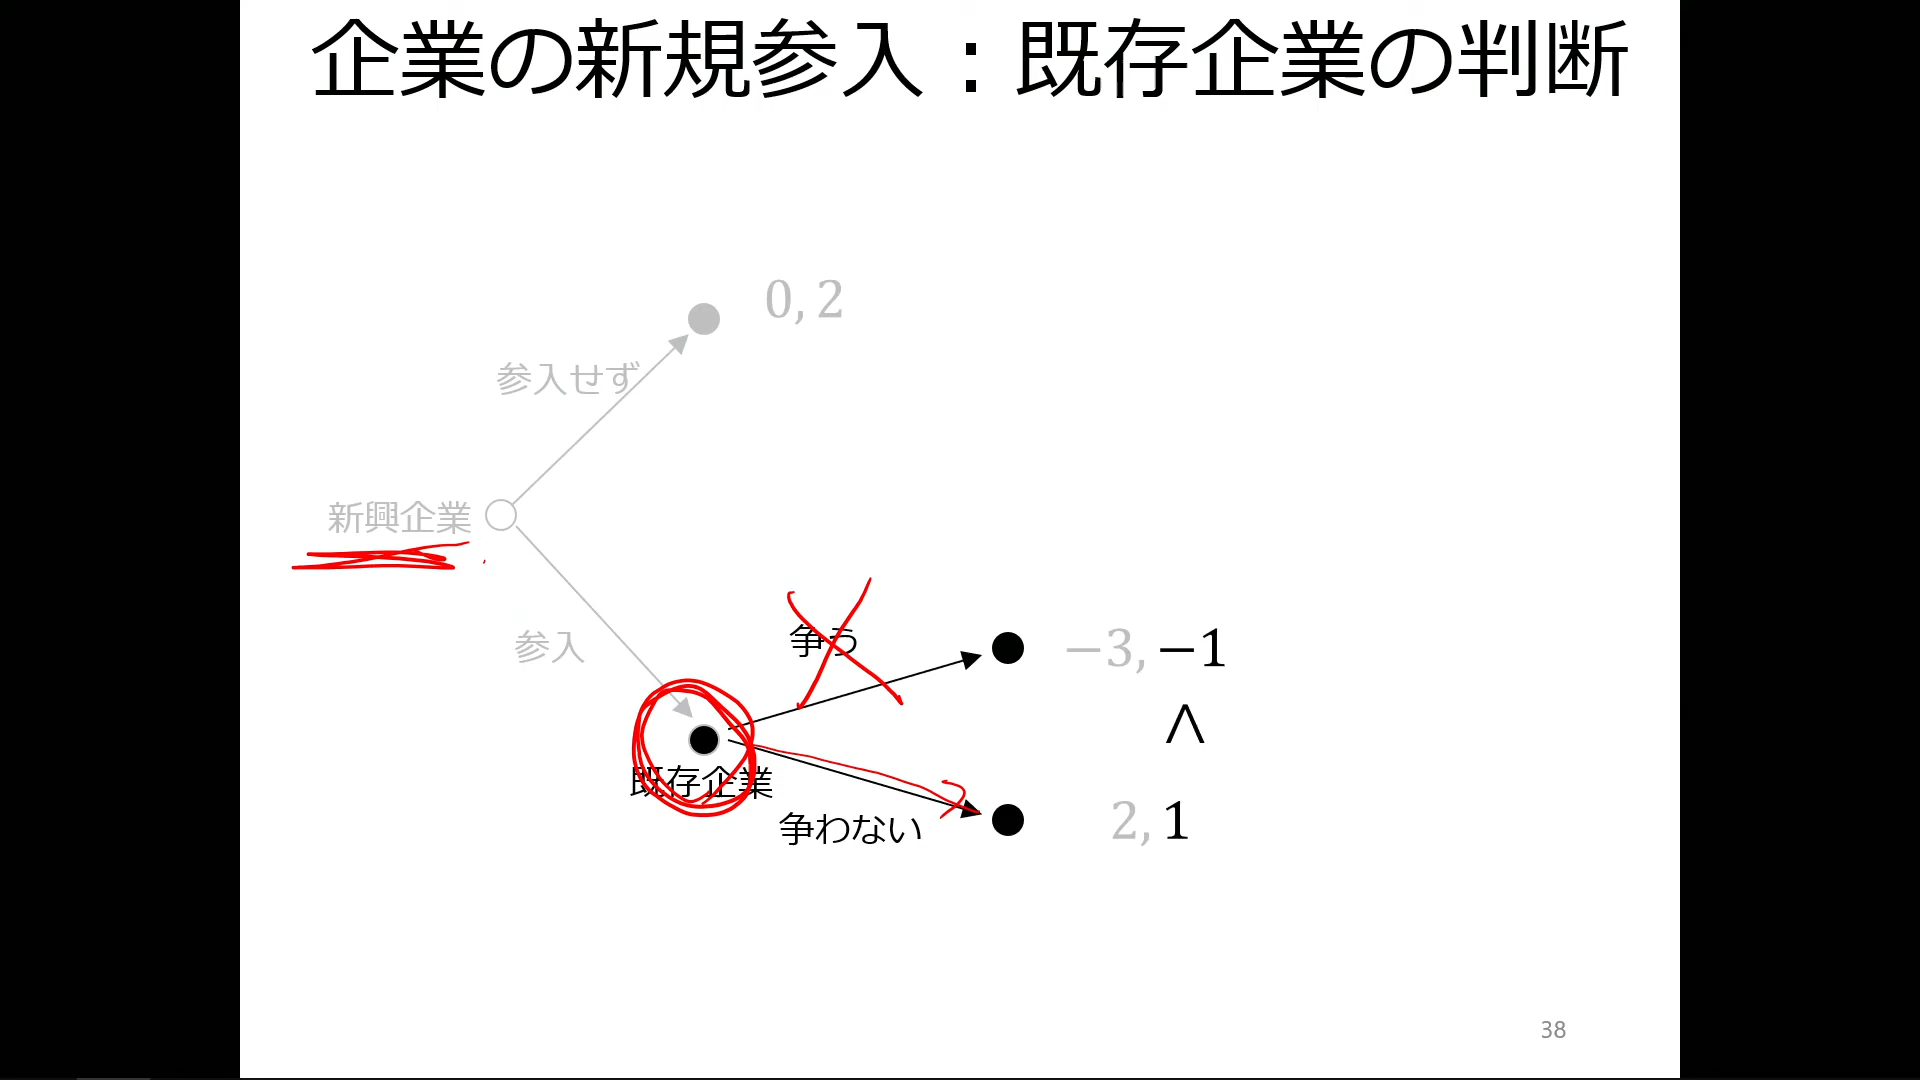 企業の新規参入：既存企業の判断
0, 2
参入せず
新興企業
参入
争う
−3, −1
∧
既存企業
争わない
2, 1
38